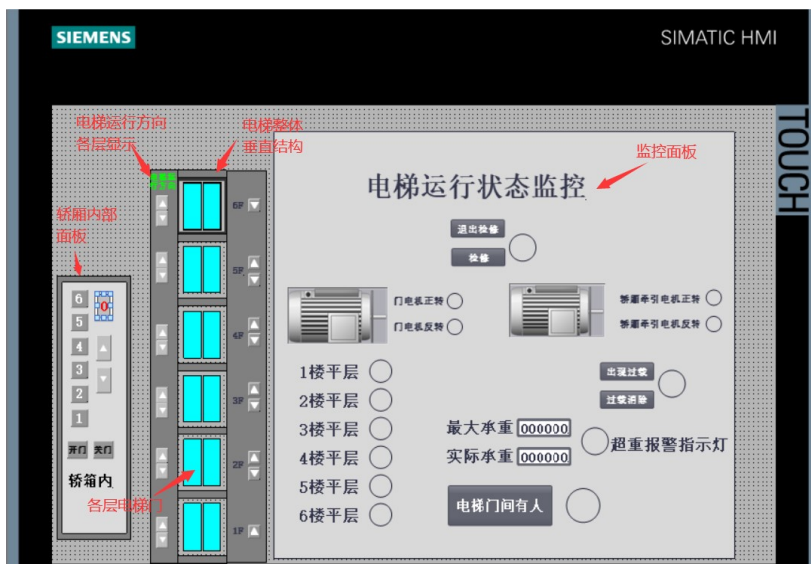 SIEMENS
SIMATIC HMI
TOUCH
电梯运行方向
各层显示
电梯整体
垂直结构
监控面板
电梯运行状态监控
轿厢内部
面板
退出检修
检修
门电机正转
门电机反转
轿厢牵引电机正转
轿厢牵引电机反转
6F
5F
4F
3F
2F
1F
6
0
5
4
3
2
1
开门 关门
轿箱内
各层电梯门
1楼平层
2楼平层
3楼平层
4楼平层
5楼平层
6楼平层
出现过载
过载消除
最大承重 000000
实际承重 000000
超重报警指示灯
电梯门间有人